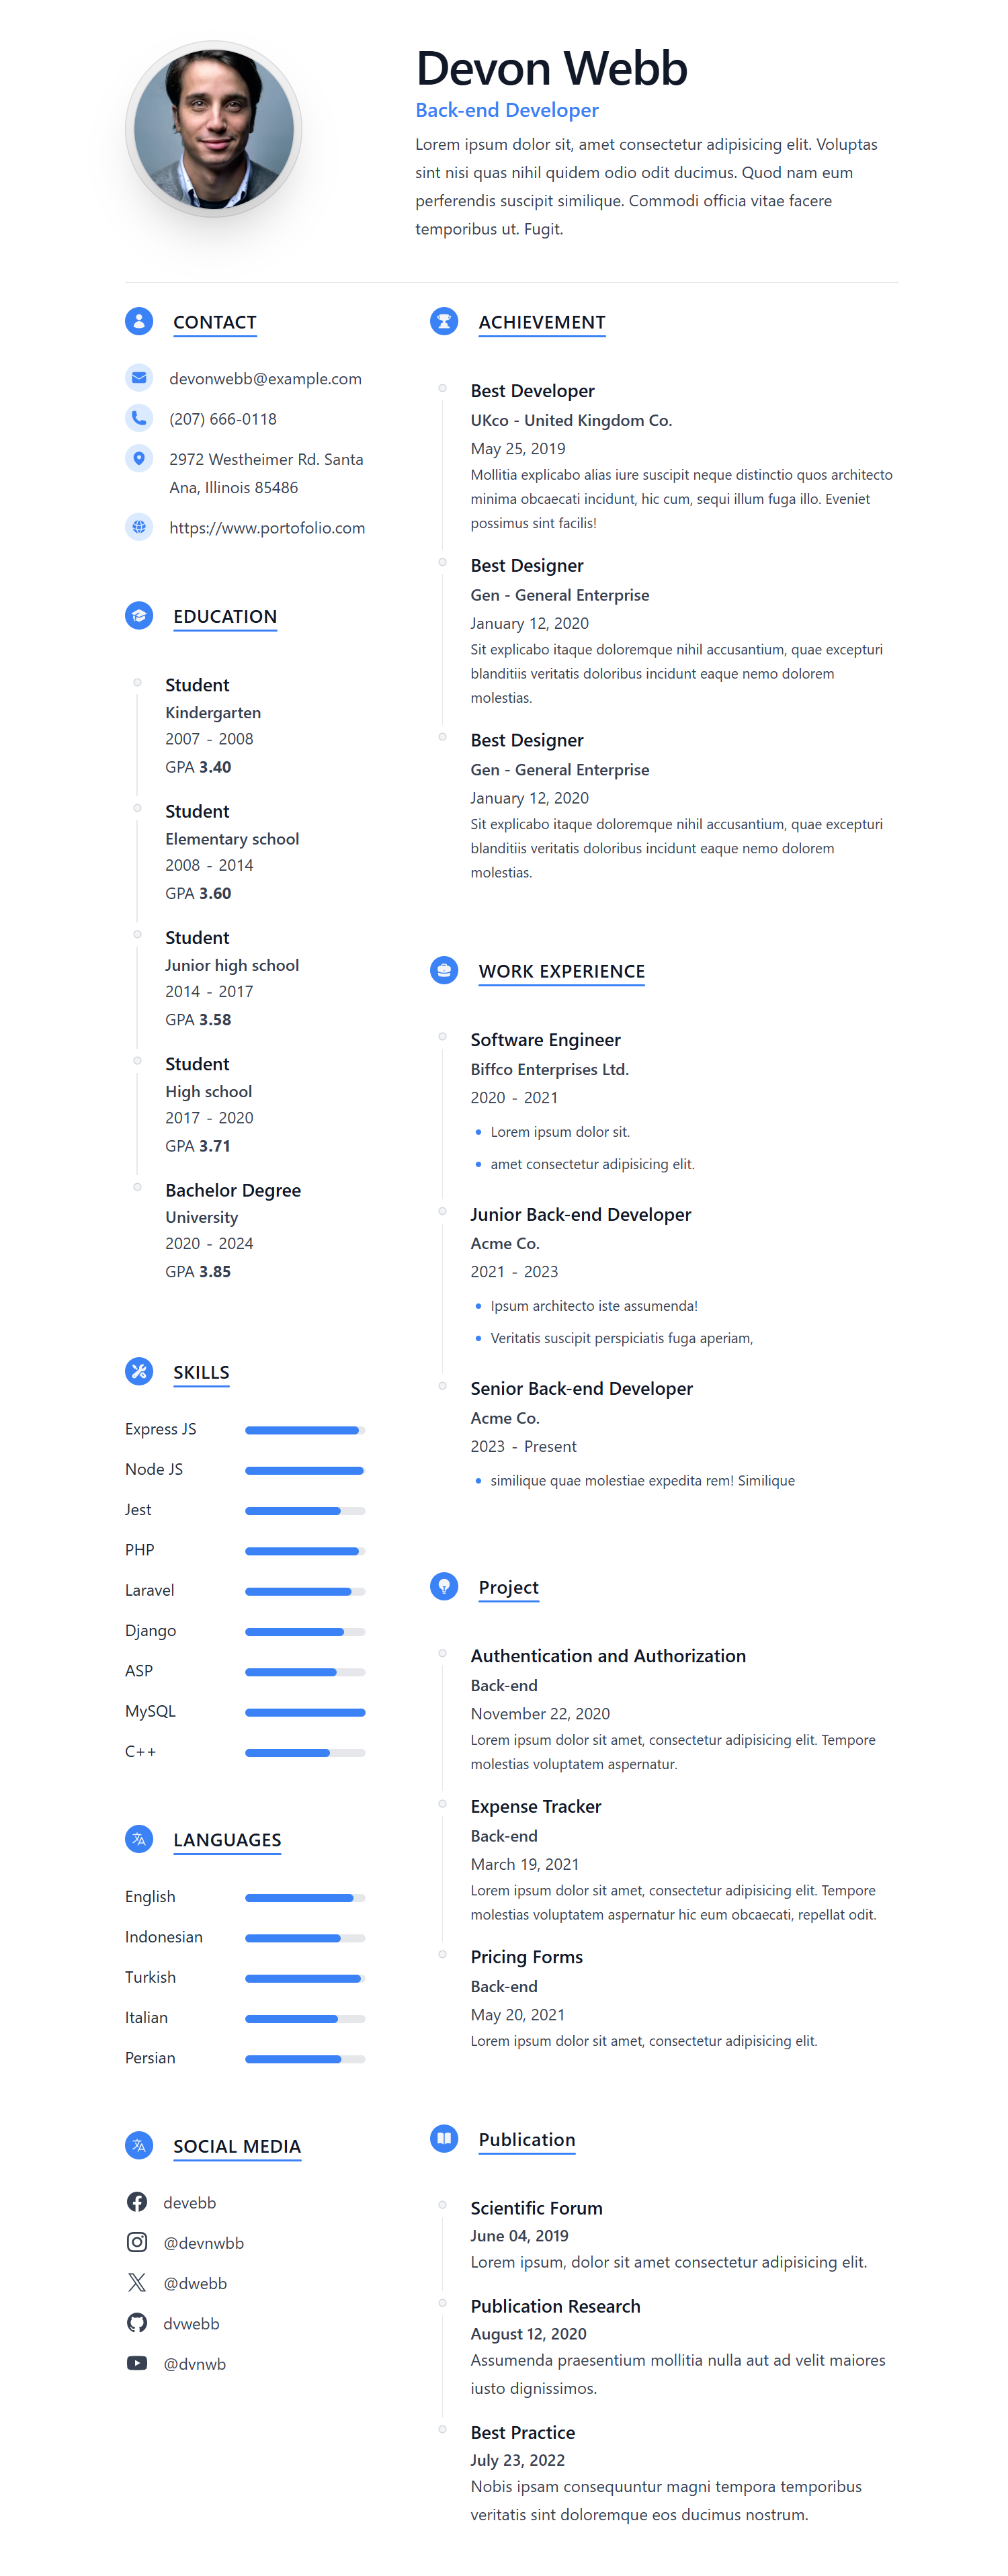 Devon Webb
Back-end Developer
Lorem ipsum dolor sit, amet consectetur adipisicing elit. Voluptas
sint nisi quas nihil quidem odio odit ducimus. Quod nam eum
perferendis suscipit similique. Commodi officia vitae facere
temporibus ut. Fugit.
CONTACT
devonwebb@example.com
(207) 666-0118
2972 Westheimer Rd. Santa
Ana, Illinois 85486
https://www.portofolio.com
EDUCATION
Student
Kindergarten
2007 - 2008
GPA 3.40
Student
Elementary school
2008 - 2014
GPA 3.60
Student
Junior high school
2014 - 2017
GPA 3.58
Student
High school
2017 - 2020
GPA 3.71
Bachelor Degree
University
2020 - 2024
GPA 3.85
SKILLS
Express JS
Node JS
Jest
PHP
Laravel
Django
ASP
MySQL
C++
LANGUAGES
English
Indonesian
Turkish
Italian
Persian
SOCIAL MEDIA
devebb
@devnwbb
@dwebb
dvwebb
@dvnwb
ACHIEVEMENT
Best Developer
UKco - United Kingdom Co.
May 25, 2019
Mollitia explicabo alias iure suscipit neque distinctio quos architecto
minima obcaecati incidunt, hic cum, sequi illum fuga illo. Eveniet
possimus sint facilis!
Best Designer
Gen - General Enterprise
January 12, 2020
Sit explicabo itaque doloremque nihil accusantium, quae excepturi
blanditiis veritatis doloribus incidunt eaque nemo dolorem
molestias.
Best Designer
Gen - General Enterprise
January 12, 2020
Sit explicabo itaque doloremque nihil accusantium, quae excepturi
blanditiis veritatis doloribus incidunt eaque nemo dolorem
molestias.
WORK EXPERIENCE
Software Engineer
Biffco Enterprises Ltd.
2020 - 2021
Lorem ipsum dolor sit.
amet consectetur adipisicing elit.
Junior Back-end Developer
Acme Co.
2021 - 2023
Ipsum architecto iste assumenda!
Veritatis suscipit perspiciatis fuga aperiam,
Senior Back-end Developer
Acme Co.
2023 - Present
similique quae molestiae expedita rem! Similique
Project
Authentication and Authorization
Back-end
November 22, 2020
Lorem ipsum dolor sit amet, consectetur adipisicing elit. Tempore
molestias voluptatem aspernatur.
Expense Tracker
Back-end
March 19, 2021
Lorem ipsum dolor sit amet, consectetur adipisicing elit. Tempore
molestias voluptatem aspernatur hic eum obcaecati, repellat odit.
Pricing Forms
Back-end
May 20, 2021
Lorem ipsum dolor sit amet, consectetur adipisicing elit.
Publication
Scientific Forum
June 04, 2019
Lorem ipsum, dolor sit amet consectetur adipisicing elit.
Publication Research
August 12, 2020
Assumenda praesentium mollitia nulla aut ad velit maiores
iusto dignissimos.
Best Practice
July 23, 2022
Nobis ipsam consequuntur magni tempora temporibus
veritatis sint doloremque eos ducimus nostrum.